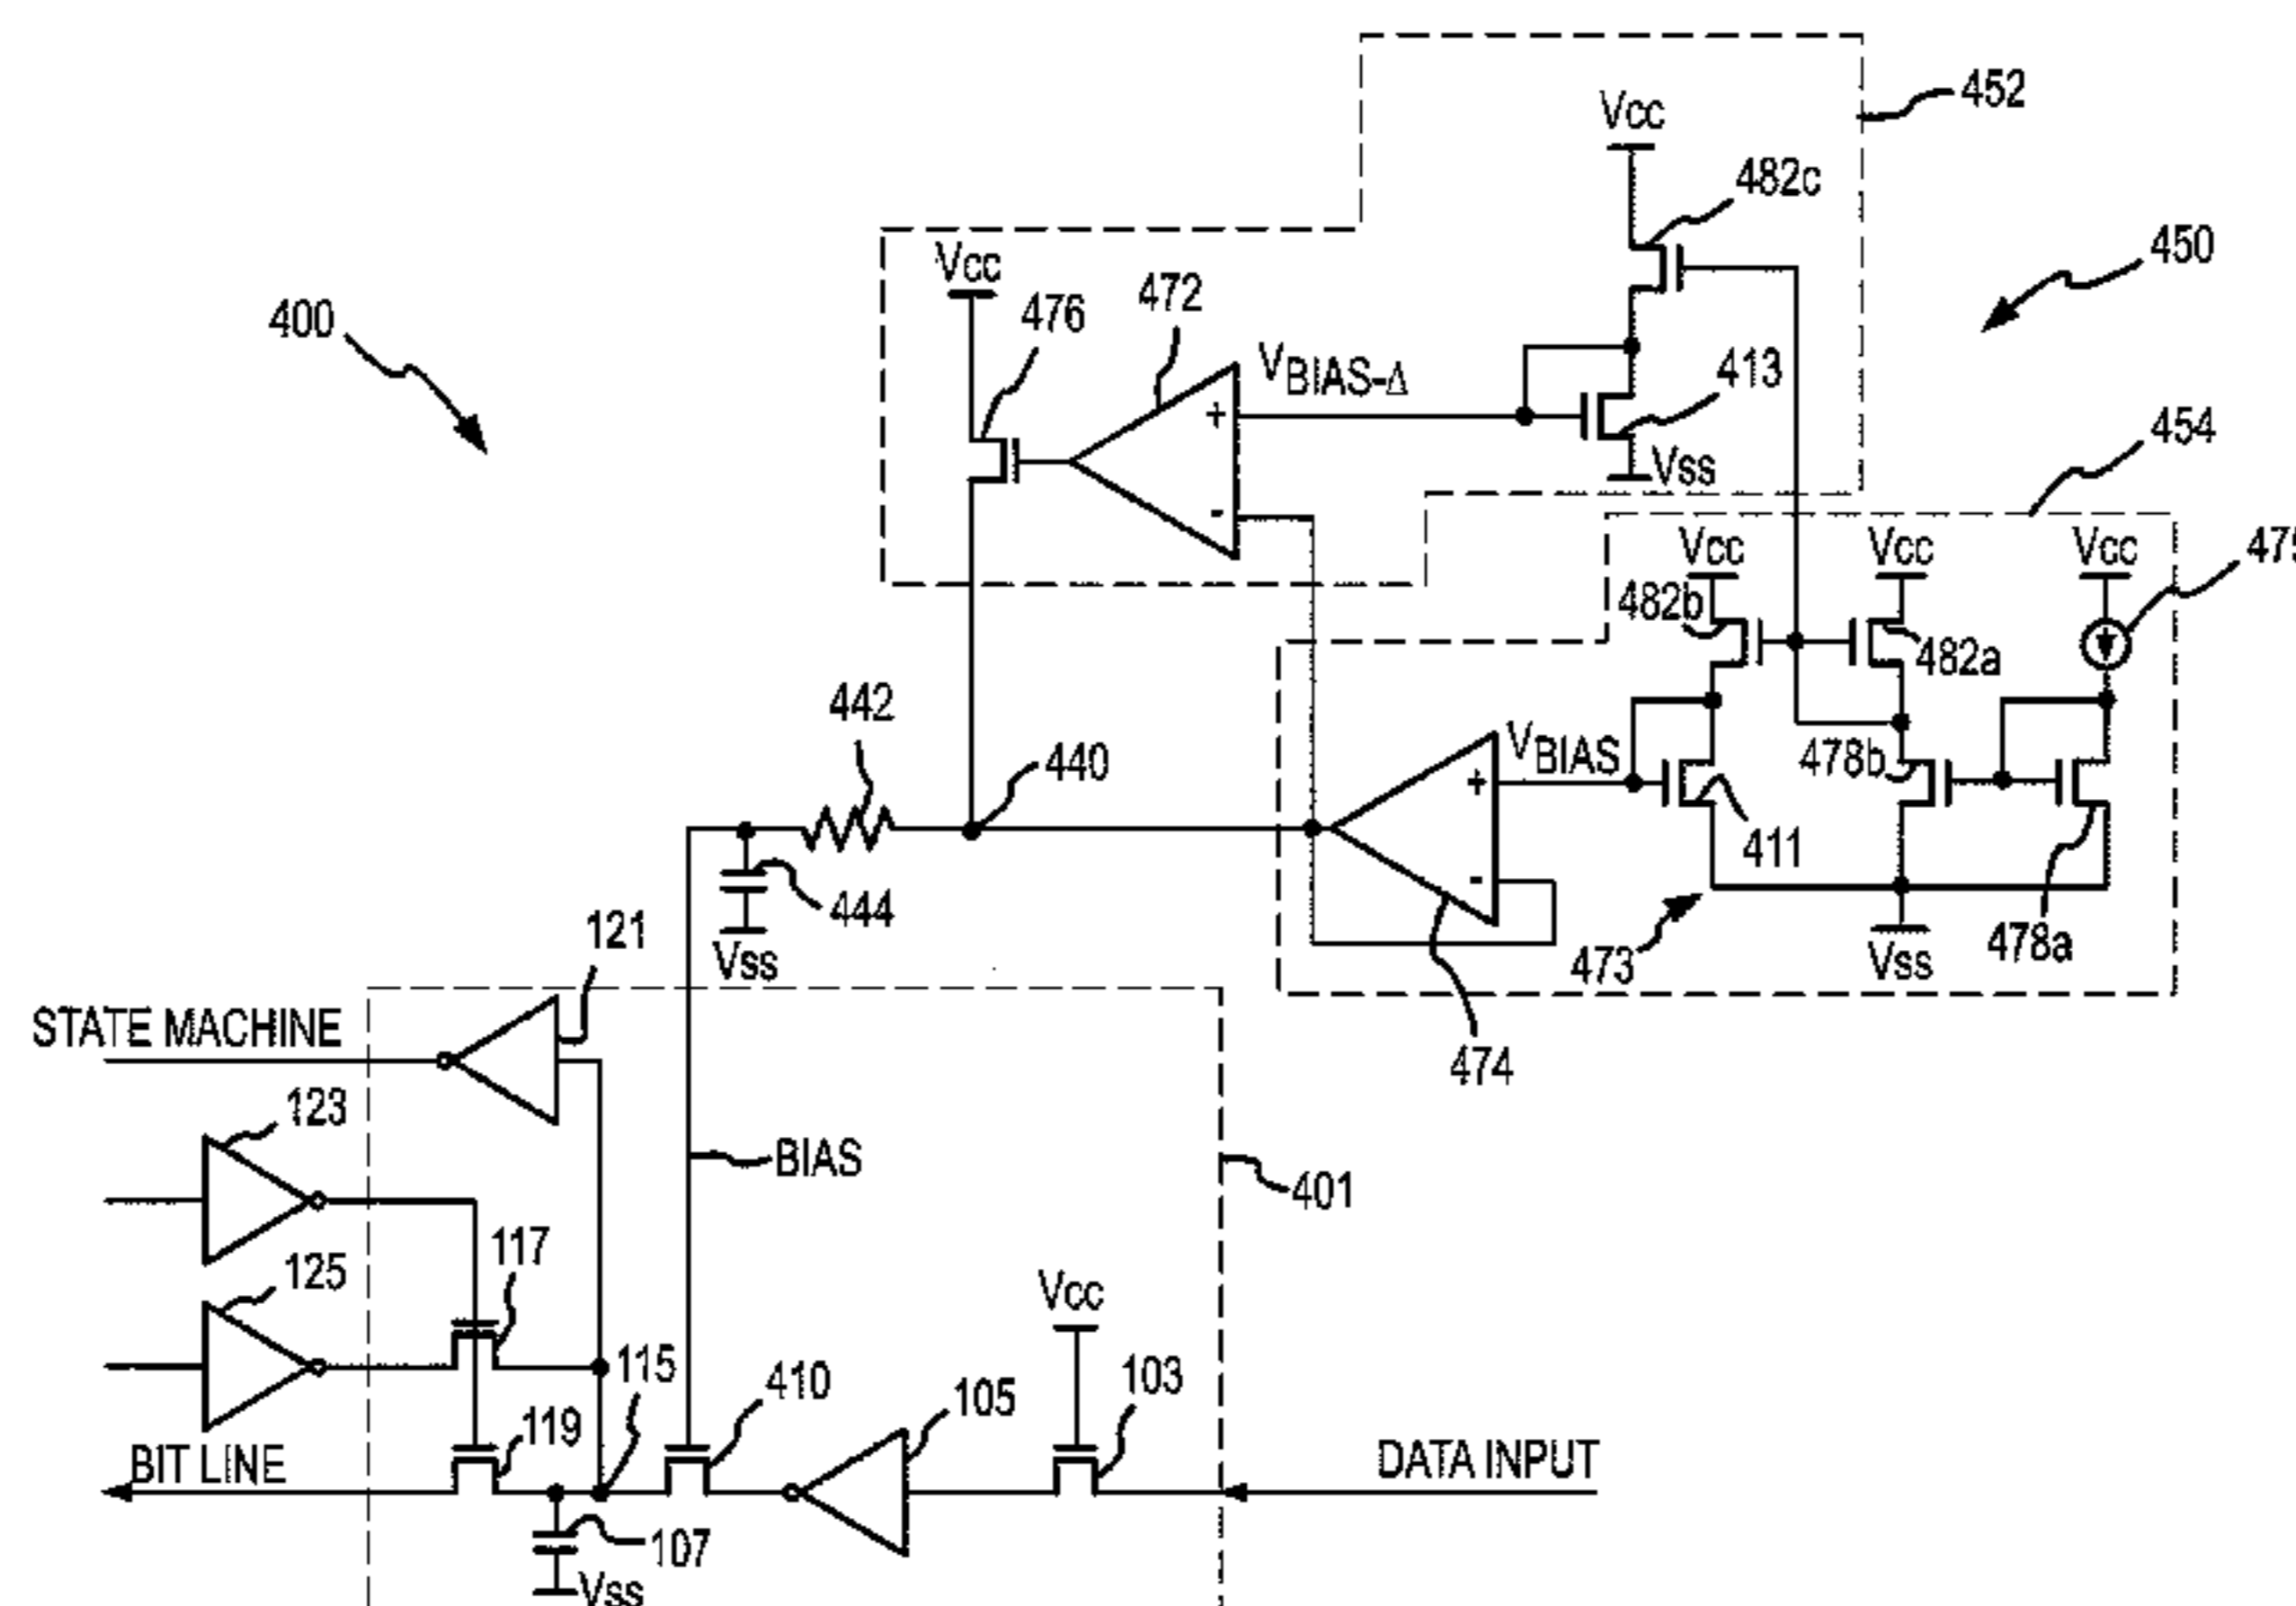 452
Vcc
482c
450
400
Vcc
476
472
VBIAS-Δ
413
454
Vss
Vcc
Vcc
Vcc
482b
482a
442
440
VBIAS
478b
411
444
Vss
121
473
Vss
478a
474
STATE MACHINE
123
BIAS
401
117
125
Vcc
115
410
105
103
119
BIT LINE
DATA INPUT
107
Vss